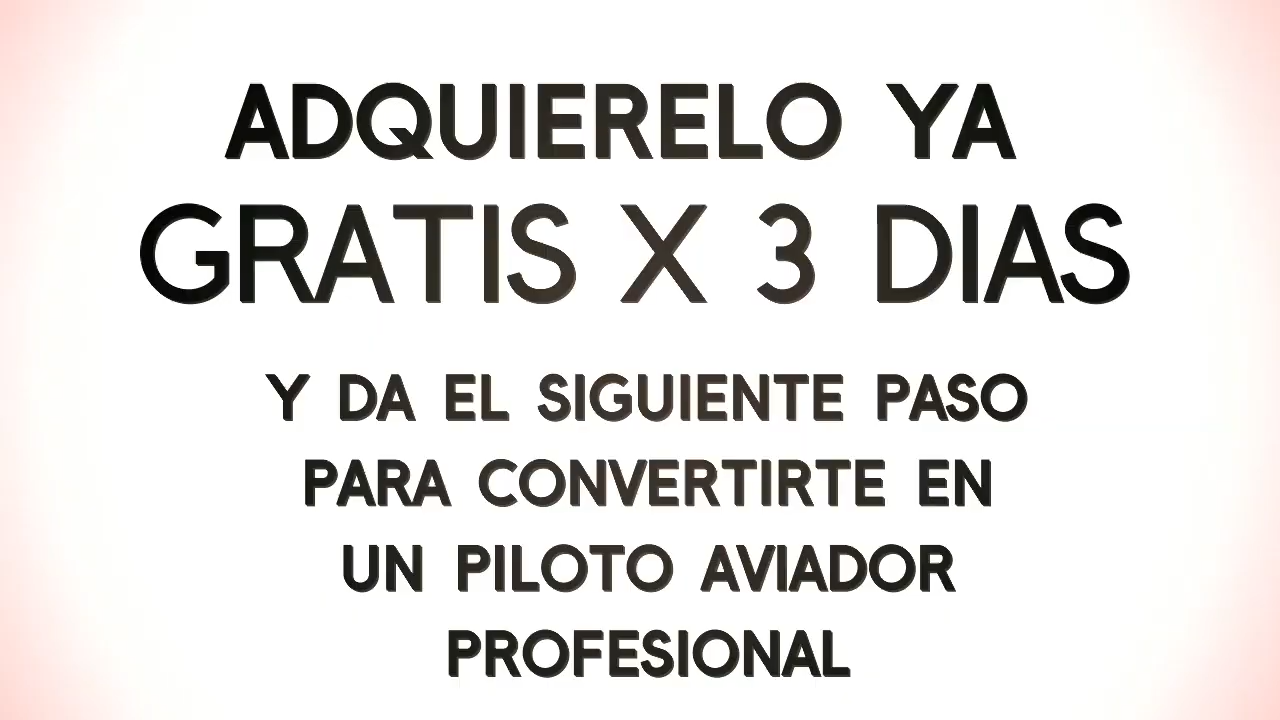 ADQUIERELO YA
GRATIS X 3 DIAS
Y DA EL SIGUIENTE PASO
PARA CONVERTIRTE EN
UN PILOTO AVIADOR
PROFESIONAL